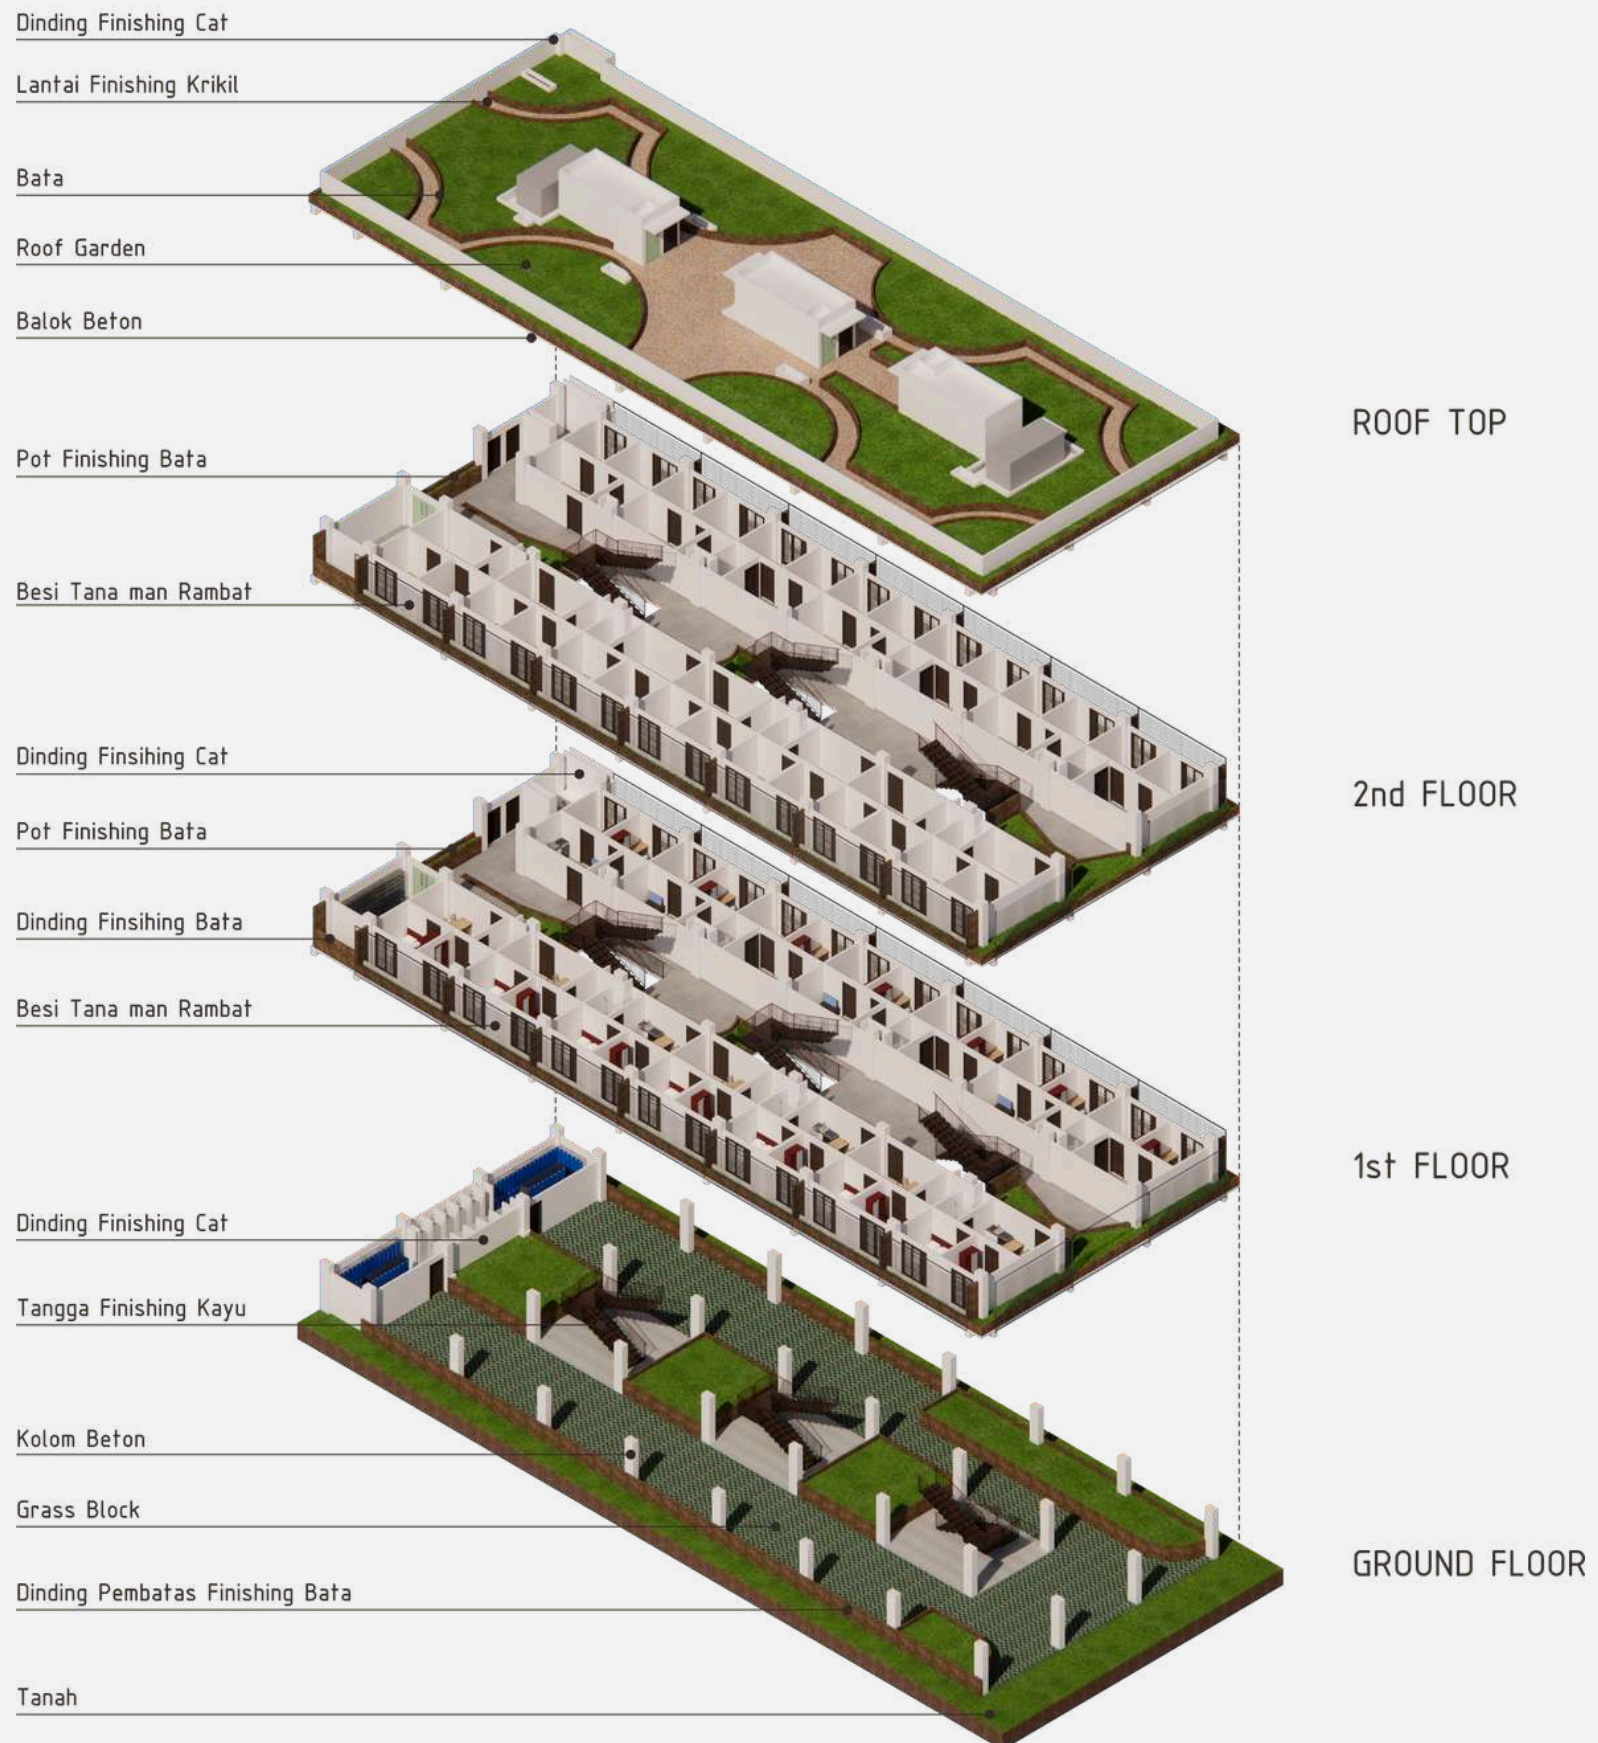 Dinding Finishing Cat
Lantai Finishing Krikil
Bata
Roof Garden
Balok Beton
ROOF TOP
Pot Finishing Bata
Besi Tana man Rambat
2nd FLOOR
Dinding Finsihing Cat
Pot Finishing Bata
Dinding Finsihing Bata
Besi Tana man Rambat
1st FLOOR
Dinding Finishing Cat
Tangga Finishing Kayu
Kolom Beton
Grass Block
GROUND FLOOR
Dinding Pembatas Finishing Bata
Tanah